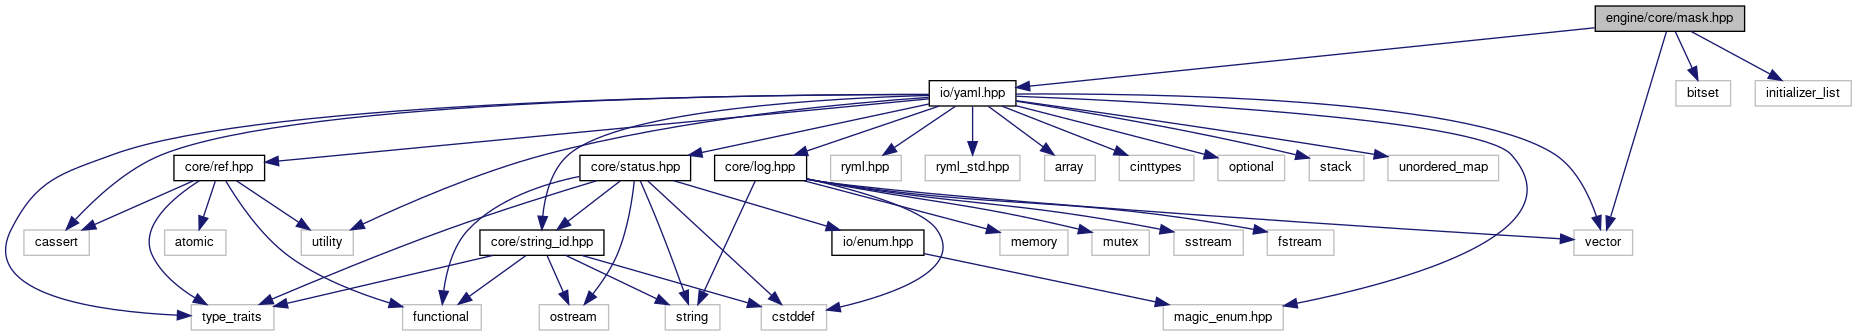 engine/core/mask.hpp
io/yaml.hpp
bitset
initializer_list
core/ref.hpp
core/status.hpp
core/log.hpp
ryml.hpp
ryml_std.hpp
array
cinttypes
optional
stack
unordered_map
cassert
atomic
utility
core/string_id.hpp
io/enum.hpp
memory
mutex
sstream
fstream
vector
type_traits
functional
ostream
string
cstddef
magic_enum.hpp